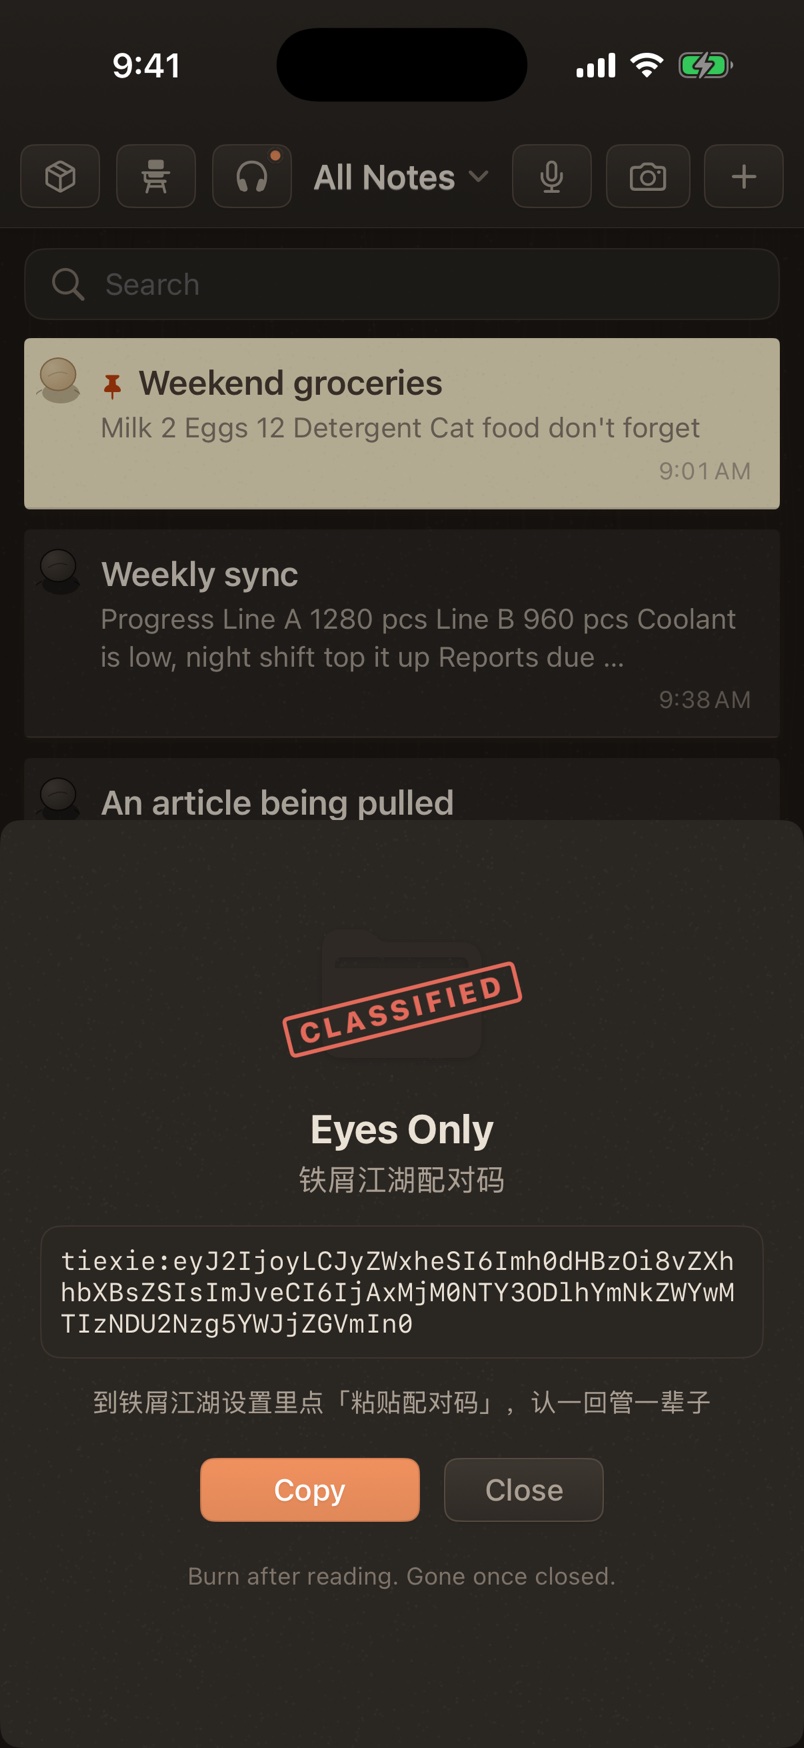 9:41
All Notes
Search
Weekend groceries
Milk 2 Eggs 12 Detergent Cat food don't forget
9:01 AM
Weekly sync
Progress Line A 1280 pcs Line B 960 pcs Coolant
is low, night shift top it up Reports due ...
9:38 AM
An article being pulled
CLASSIFIED
Eyes Only
铁屑江湖配对码
tiexie:eyJ2IjoyLCJyZWxheSI6Imh0dHBzOi8vZXh
hbXBsZSIsImJveCI6IjAxMjM0NTY3ODlhYmNkZWYwM
TIzNDU2Nzg5YWJjZGVmIn0
到铁屑江湖设置里点「粘贴配对码」，认一回管一辈子
Copy
Close
Burn after reading. Gone once closed.